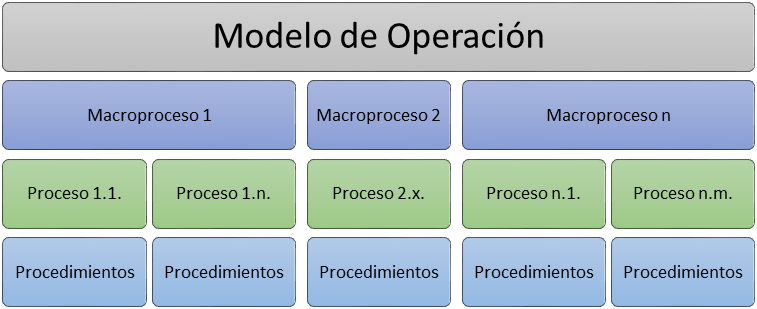 Modelo de Operación
Macroproceso 1
Macroproceso 2
Macroproceso n
Proceso 1.1.
Proceso 1.n.
Proceso 2.x.
Proceso n.1.
Proceso n.m.
Procedimientos
Procedimientos
Procedimientos
Procedimientos
Procedimientos